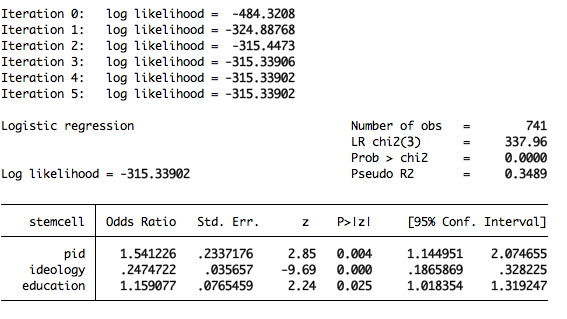 Iteration 0: log likelihood = -484.3208
Iteration 1: log likelihood = -324.88768
Iteration 2: log likelihood = -315.4473
Iteration 3: log likelihood = -315.33906
Iteration 4: log likelihood = -315.33902
Iteration 5: log likelihood = -315.33902
Logistic regression Number of obs = 741
LR chi2(3) = 337.96
Prob > chi2 = 0.0000
Log likelihood = -315.33902 Pseudo R2 = 0.3489
stemcell Odds Ratio Std. Err. z P>|z| [95% Conf. Interval]
pid 1.541226 .2337176 2.85 0.004 1.144951 2.074655
ideology .2474722 .035657 -9.69 0.000 .1865869 .328225
education 1.159077 .0765459 2.24 0.025 1.018354 1.319247